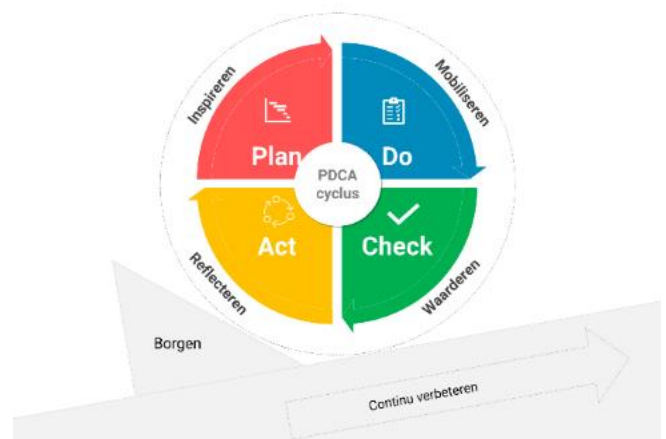 Inspireren
Mobiliseren
Plan
Do
PDCA
cyclus
Act
Check
Reflecteren
Waarderen
Borgen
Continu verbeteren